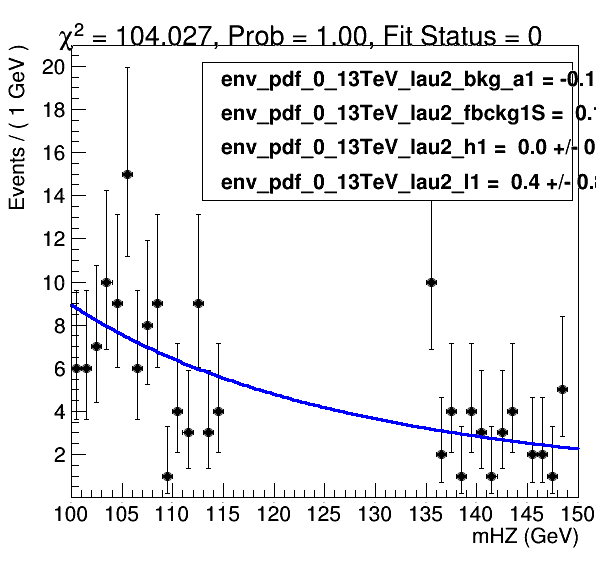 χ² = 104.027, Prob = 1.00, Fit Status = 0
env_pdf_0_13TeV_lau2_bkg_a1 = -0.1
env_pdf_0_13TeV_lau2_fbckg1S = 0.1
env_pdf_0_13TeV_lau2_h1 = 0.0 +/- 0
env_pdf_0_13TeV_lau2_l1 = 0.4 +/- 0.8
Events / ( 1 GeV )
20
18
16
14
12
10
8
6
4
2
100 105 110 115 120 125 130 135 140 145 150
mHZ (GeV)